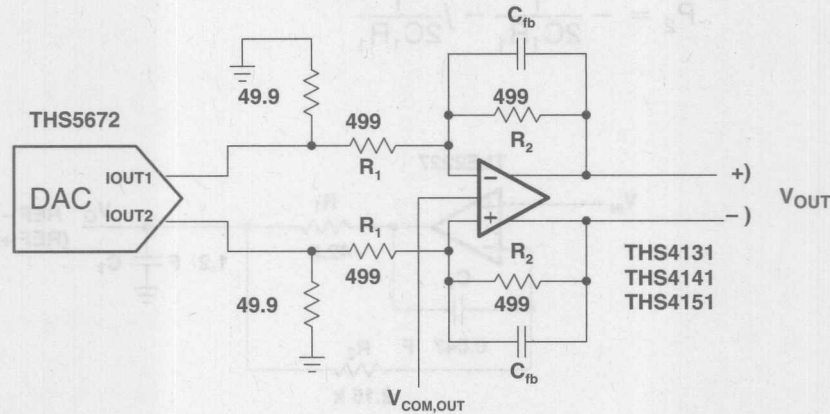 C_fb
49.9
499
499
THS5672
R_1
R_2
IOUT1
DAC
IOUT2
+)
V_OUT
–)
R_1
499
R_2
499
49.9
THS4131
THS4141
THS4151
C_fb
V_COM,OUT